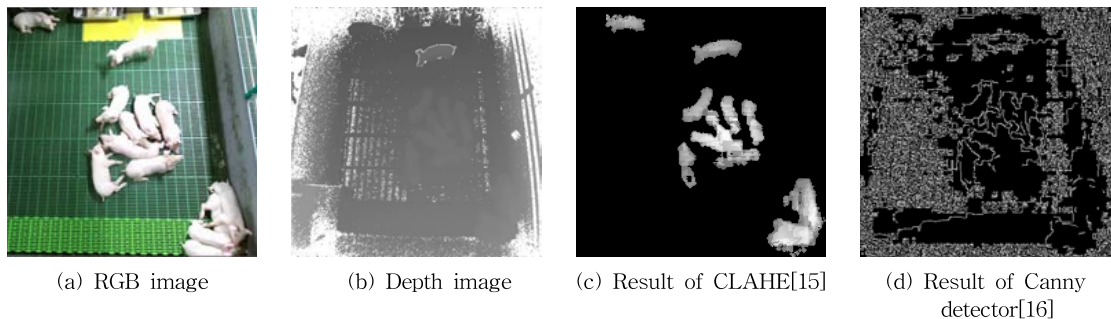 (a) RGB image
(b) Depth image
(c) Result of CLAHE[15]
(d) Result of Canny
detector[16]